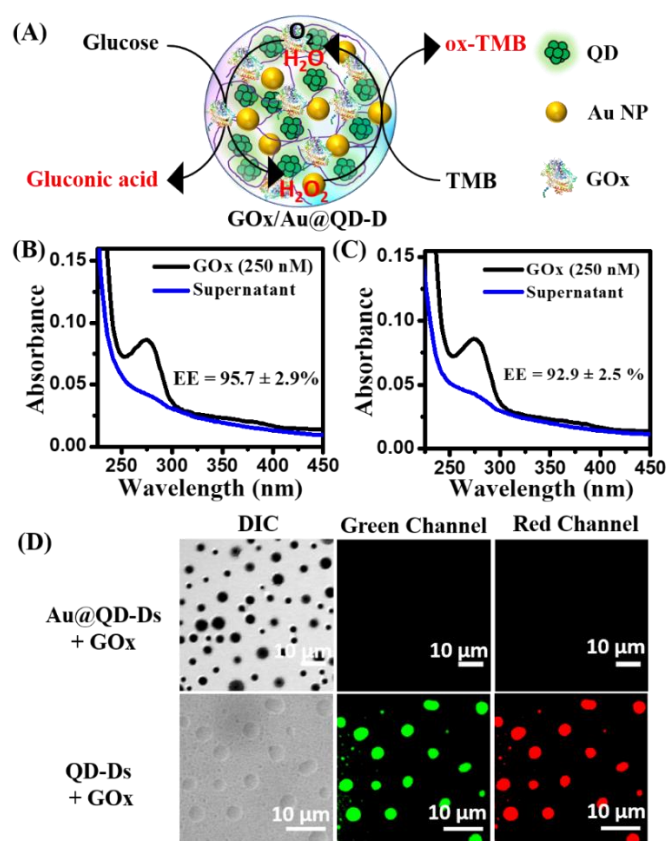 (A)
Glucose
O2
H2O
ox-TMB
QD
Au NP
Gluconic acid
H2O2
TMB
GOx
GOx/Au@QD-D
(B)
0.15
0.10
0.05
0.00
Absorbance
GOx (250 nM)
Supernatant
EE = 95.7 ± 2.9%
250 300 350 400 450
Wavelength (nm)
(C)
0.15
0.10
0.05
0.00
Absorbance
GOx (250 nM)
Supernatant
EE = 92.9 ± 2.5 %
250 300 350 400 450
Wavelength (nm)
(D)
DIC Green Channel Red Channel
Au@QD-Ds
+ GOx
10 µm
10 µm
10 µm
QD-Ds
+ GOx
10 µm
10 µm
10 µm